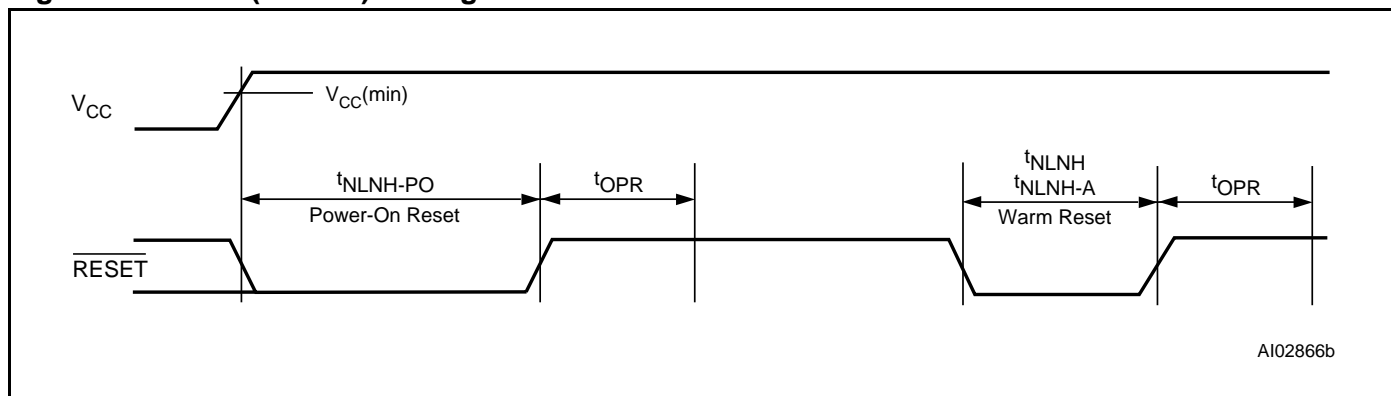 VCC
VCC(min)
tNLNH-PO
Power-On Reset
tOPR
tNLNH
tNLNH-A
Warm Reset
tOPR
RESET
AI02866b